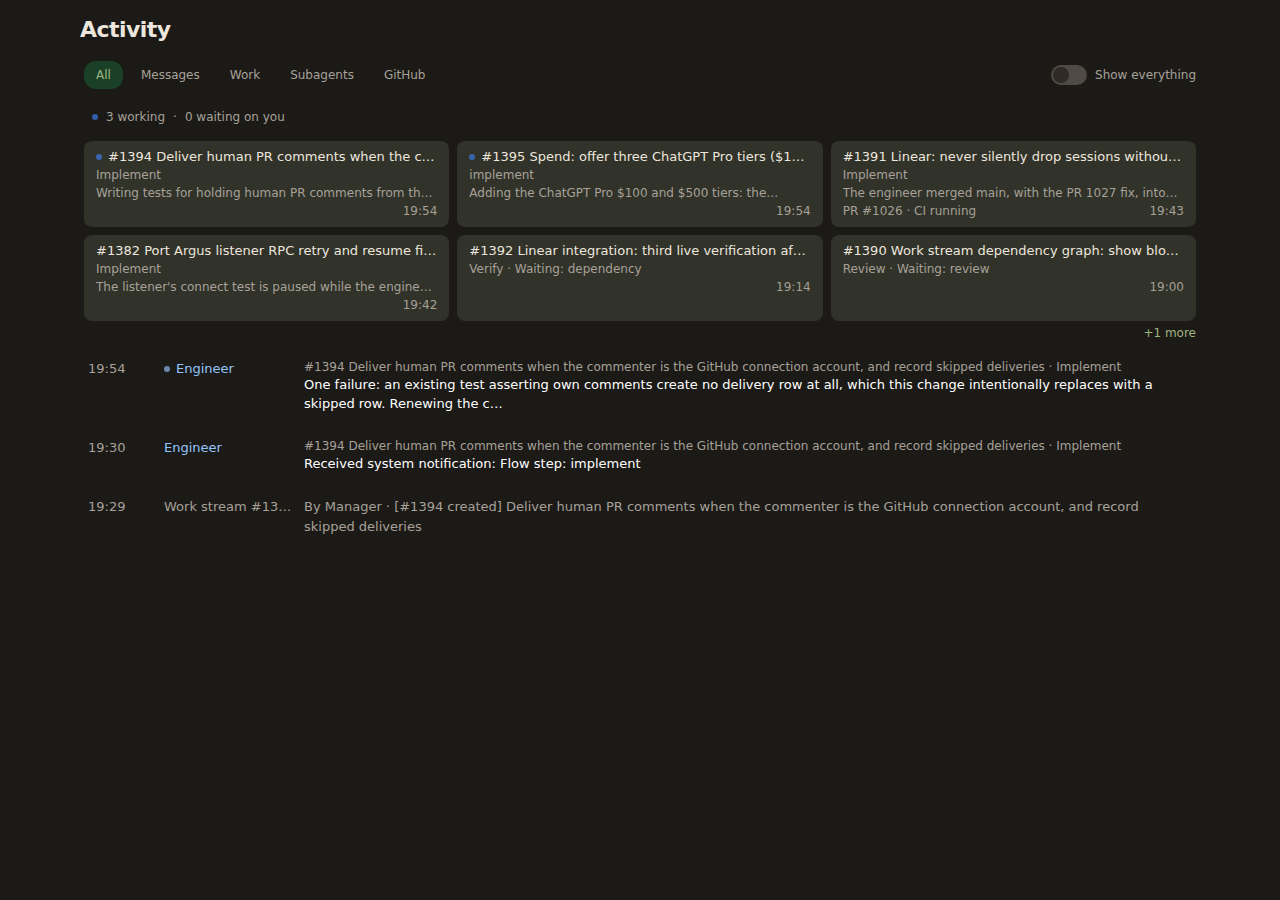 Activity
All
Messages
Work
Subagents
GitHub
Show everything
3 working · 0 waiting on you
#1394 Deliver human PR comments when the c…
Implement
Writing tests for holding human PR comments from th…
19:54
#1395 Spend: offer three ChatGPT Pro tiers ($1…
implement
Adding the ChatGPT Pro $100 and $500 tiers: the…
19:54
#1391 Linear: never silently drop sessions withou…
Implement
The engineer merged main, with the PR 1027 fix, into…
PR #1026 · CI running
19:43
#1382 Port Argus listener RPC retry and resume fi…
Implement
The listener's connect test is paused while the engine…
19:42
#1392 Linear integration: third live verification af…
Verify · Waiting: dependency
19:14
#1390 Work stream dependency graph: show blo…
Review · Waiting: review
19:00
+1 more
19:54
Engineer
#1394 Deliver human PR comments when the commenter is the GitHub connection account, and record skipped deliveries · Implement
One failure: an existing test asserting own comments create no delivery row at all, which this change intentionally replaces with a
skipped row. Renewing the c…
19:30
Engineer
#1394 Deliver human PR comments when the commenter is the GitHub connection account, and record skipped deliveries · Implement
Received system notification: Flow step: implement
19:29
Work stream #13…
By Manager · [#1394 created] Deliver human PR comments when the commenter is the GitHub connection account, and record
skipped deliveries